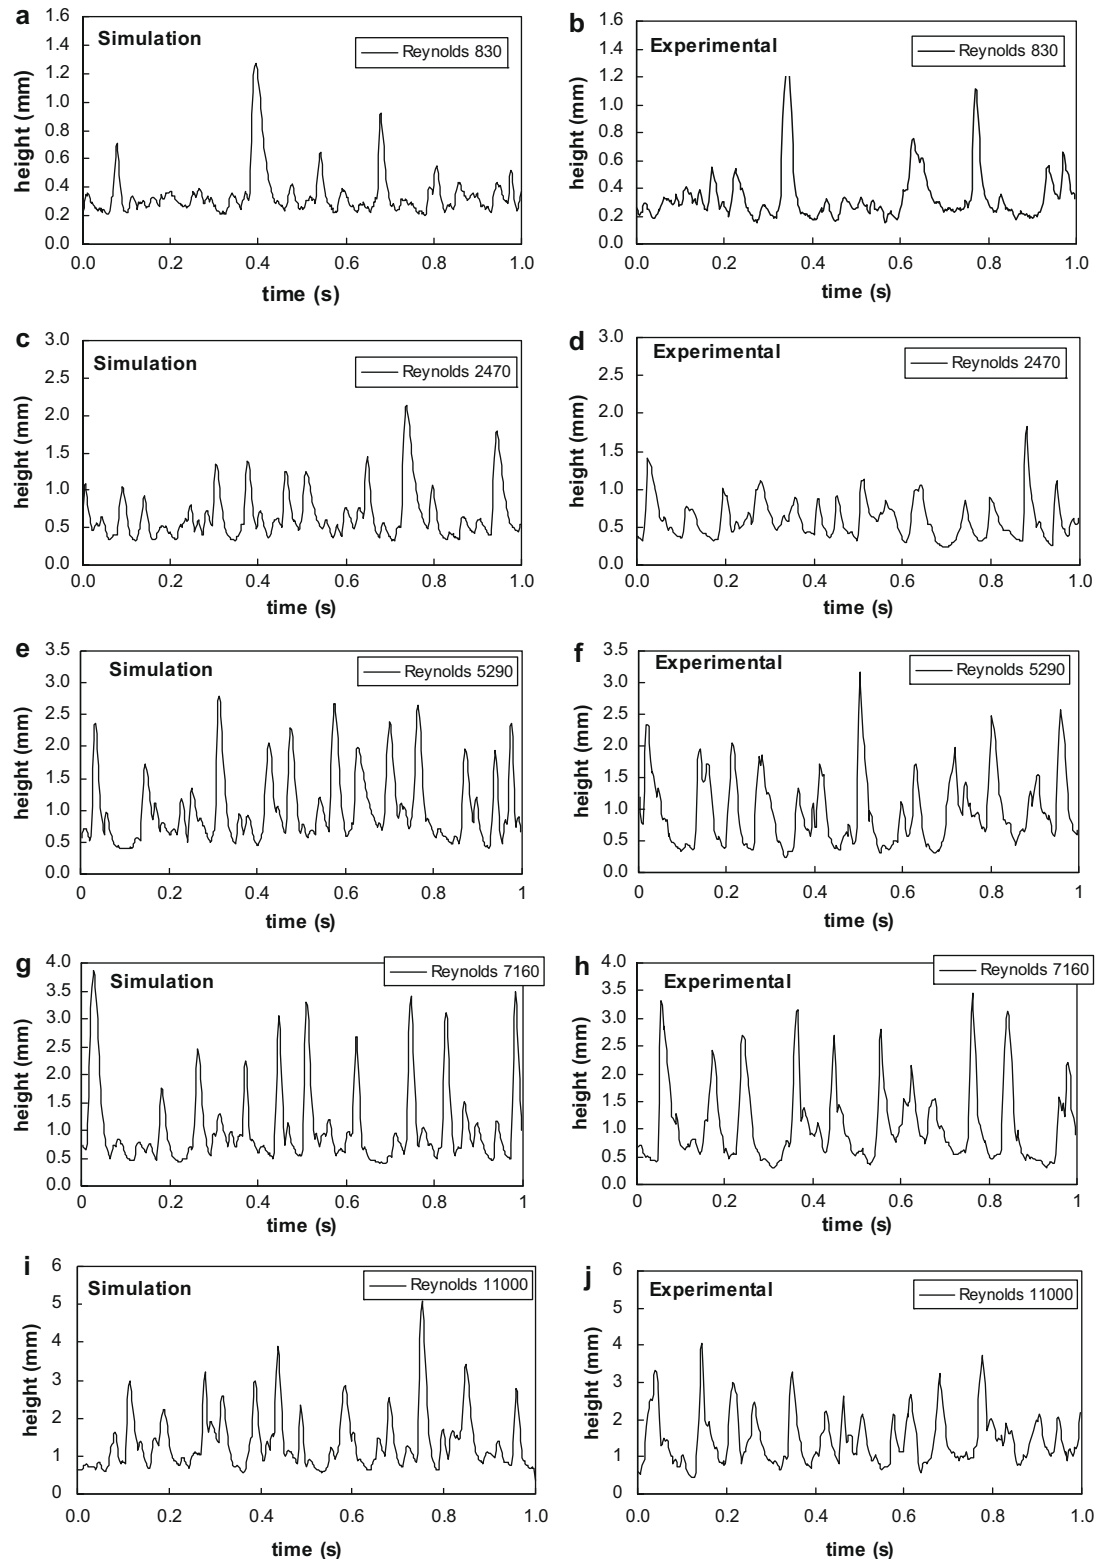 a
1.6
1.4
1.2
1.0
0.8
0.6
0.4
0.2
0.0
height (mm)
Simulation
Reynolds 830
0.0 0.2 0.4 0.6 0.8 1.0
time (s)
b
1.6
1.4
1.2
1.0
0.8
0.6
0.4
0.2
0.0
height (mm)
Experimental
Reynolds 830
0.0 0.2 0.4 0.6 0.8 1.0
time (s)
c
3.0
2.5
2.0
1.5
1.0
0.5
0.0
height (mm)
Simulation
Reynolds 2470
0.0 0.2 0.4 0.6 0.8 1.0
time (s)
d
3.0
2.5
2.0
1.5
1.0
0.5
0.0
height (mm)
Experimental
Reynolds 2470
0.0 0.2 0.4 0.6 0.8 1.0
time (s)
e
3.5
3.0
2.5
2.0
1.5
1.0
0.5
0.0
height (mm)
Simulation
Reynolds 5290
0 0.2 0.4 0.6 0.8 1
time (s)
f
3.5
3.0
2.5
2.0
1.5
1.0
0.5
0.0
height (mm)
Experimental
Reynolds 5290
0 0.2 0.4 0.6 0.8 1
time (s)
g
4.0
3.5
3.0
2.5
2.0
1.5
1.0
0.5
0.0
height (mm)
Simulation
Reynolds 7160
0 0.2 0.4 0.6 0.8 1
time (s)
h
4.0
3.5
3.0
2.5
2.0
1.5
1.0
0.5
0.0
height (mm)
Experimental
Reynolds 7160
0 0.2 0.4 0.6 0.8 1
time (s)
i
6
5
4
3
2
1
0
height (mm)
Simulation
Reynolds 11000
0.0 0.2 0.4 0.6 0.8 1.0
time (s)
j
6
5
4
3
2
1
0
height (mm)
Experimental
Reynolds 11000
0.0 0.2 0.4 0.6 0.8 1.0
time (s)